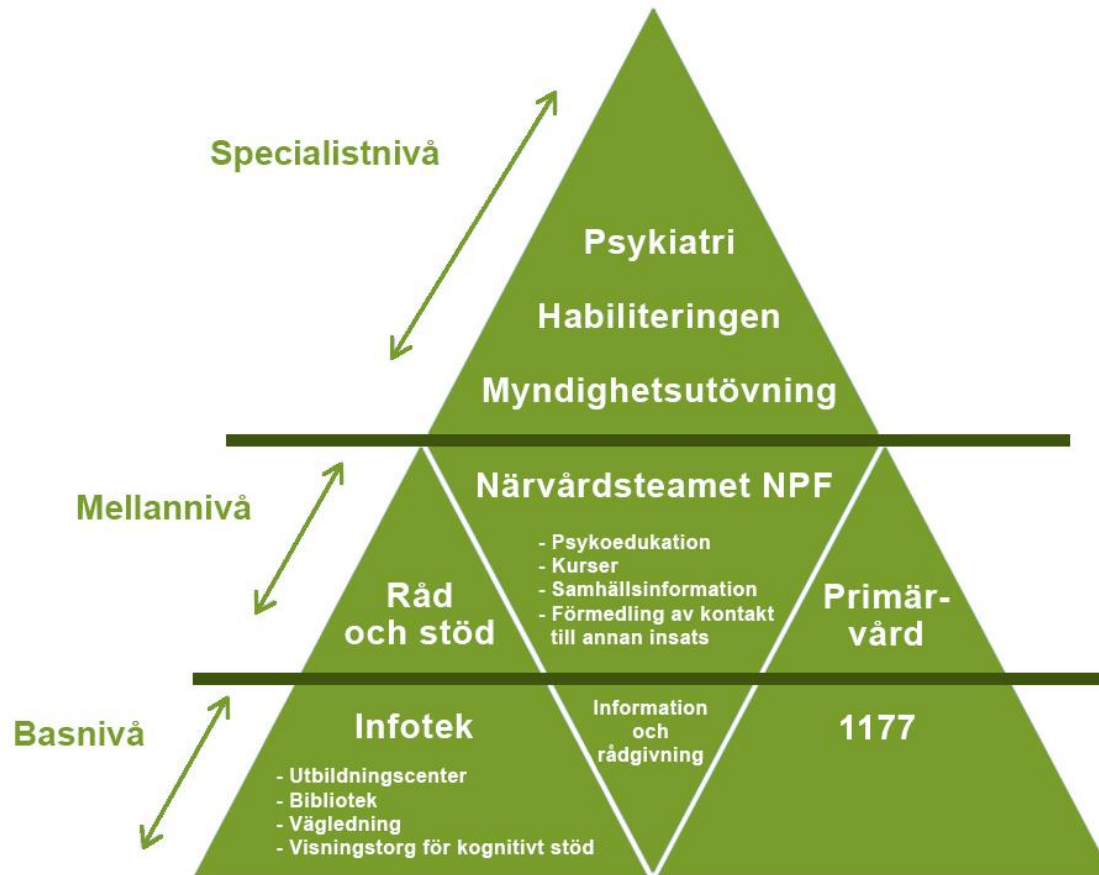 Specialistnivå
Psykiatri
Habiliteringen
Myndighetsutövning
Mellannivå
Närvårdsteamet NPF
- Psykoedukation
- Kurser
- Samhällsinformation
- Förmedling av kontakt
till annan insats
Råd
och stöd
Primär-
vård
Basnivå
Infotek
- Utbildningscenter
- Bibliotek
- Vägledning
- Visningstorg för kognitivt stöd
Information
och
rådgivning
1177